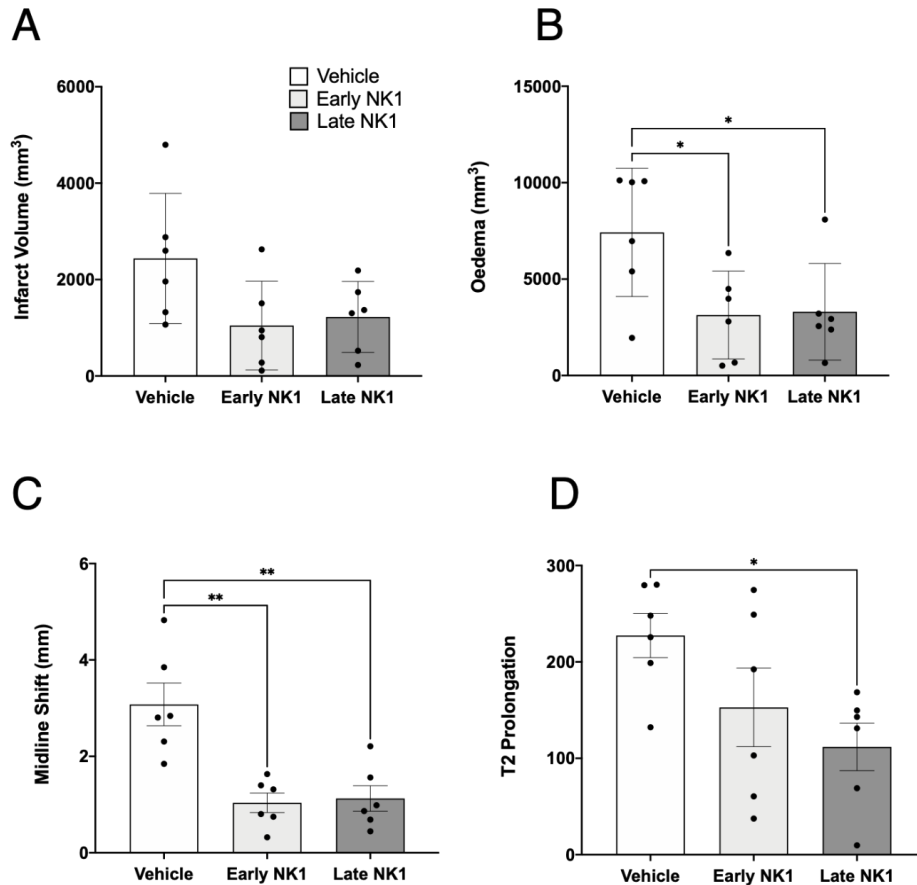 A
Infarct Volume (mm³)
6000
4000
2000
0
Vehicle
Early NK1
Late NK1
Vehicle Early NK1 Late NK1
B
Oedema (mm³)
15000
10000
5000
0
*
*
Vehicle Early NK1 Late NK1
C
Midline Shift (mm)
6
4
2
0
**
**
Vehicle Early NK1 Late NK1
D
T2 Prolongation
300
200
100
0
*
Vehicle Early NK1 Late NK1